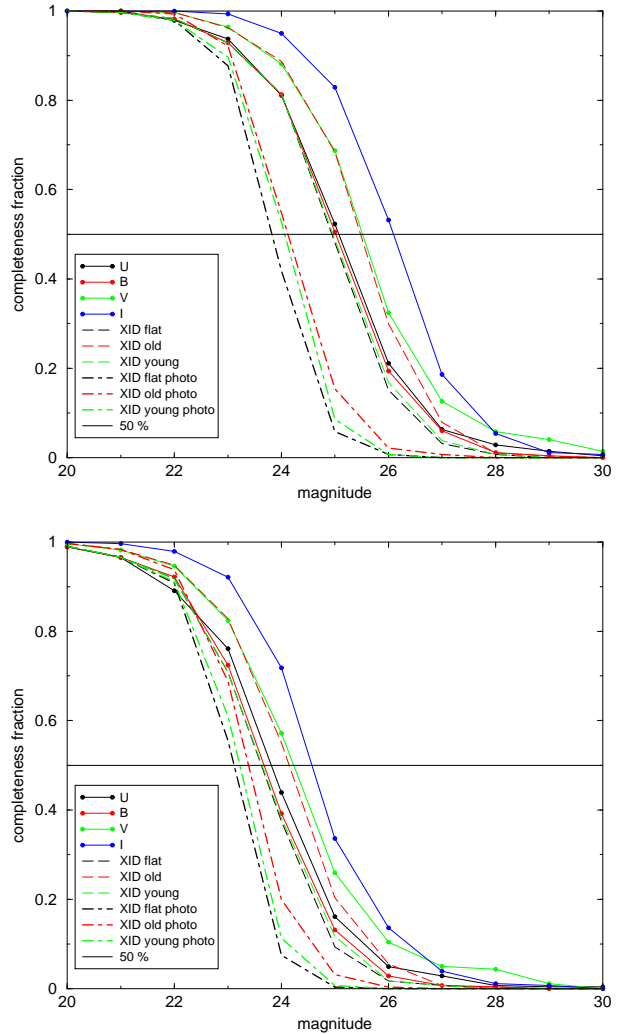 1
0.8
0.6
0.4
0.2
0
completeness fraction
U
B
V
I
XID flat
XID old
XID young
XID flat photo
XID old photo
XID young photo
50 %
20 22 24 26 28 30
magnitude
1
0.8
0.6
0.4
0.2
0
completeness fraction
U
B
V
I
XID flat
XID old
XID young
XID flat photo
XID old photo
XID young photo
50 %
20 22 24 26 28 30
magnitude